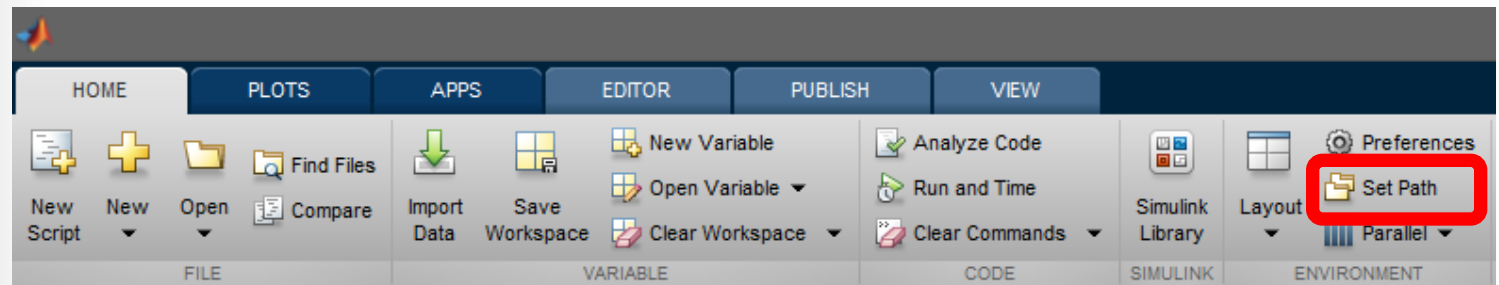 HOME PLOTS APPS EDITOR PUBLISH VIEW
New Script
New
Open
Find Files
Compare
Import Data
Save Workspace
New Variable
Open Variable
Clear Workspace
Analyze Code
Run and Time
Clear Commands
Simulink Library
Layout
Preferences
Set Path
Parallel
FILE VARIABLE CODE SIMULINK ENVIRONMENT